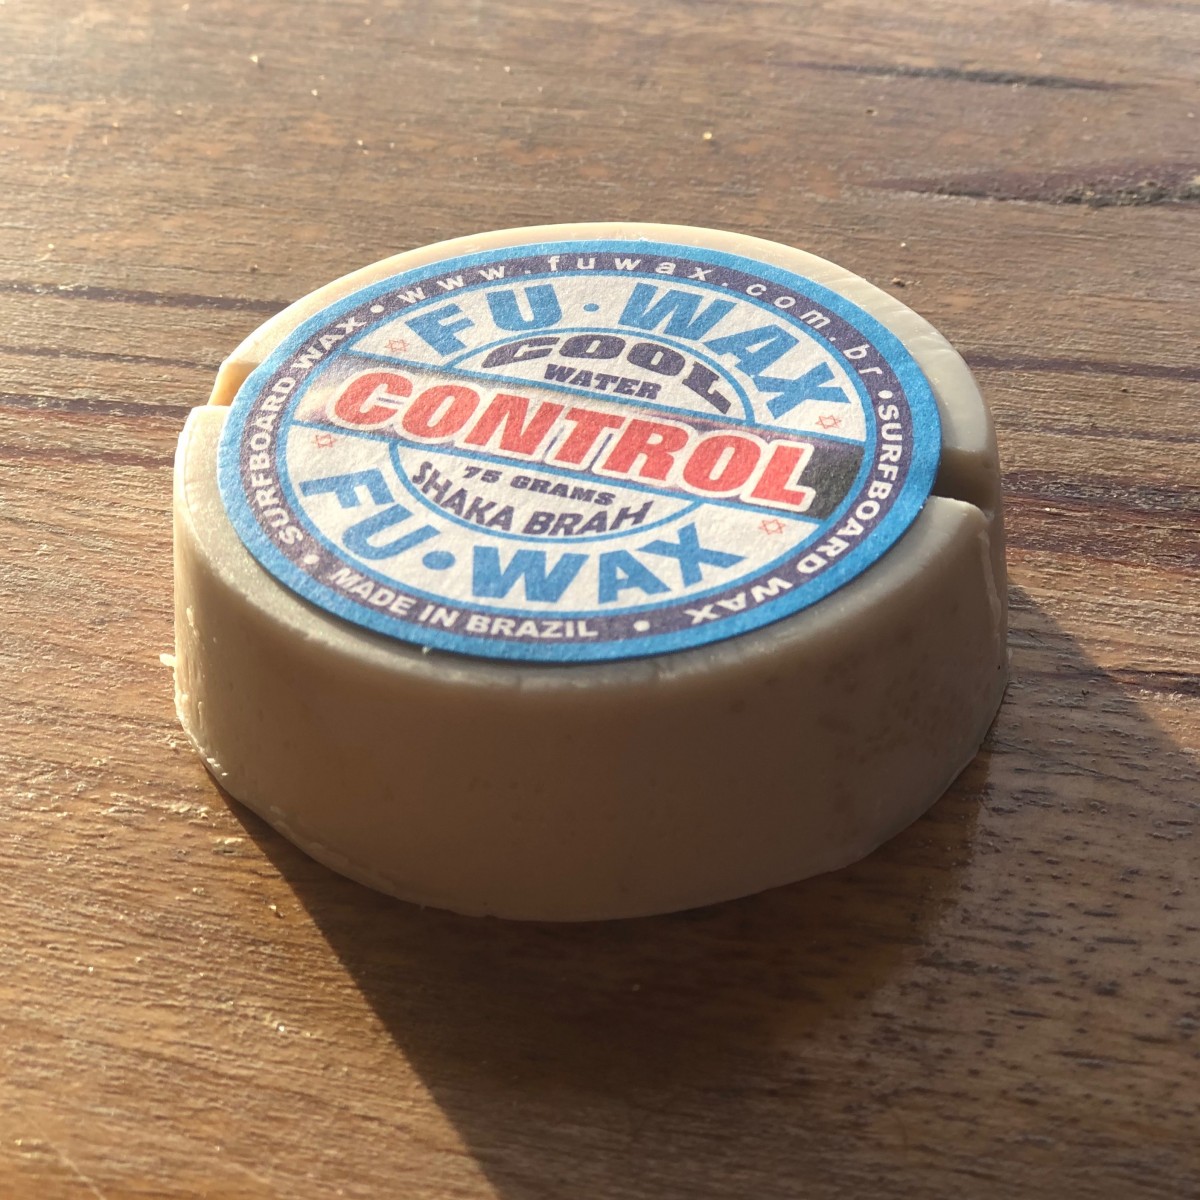 www.fuwax.com.br
SURFBOARD WAX
SURFBOARD WAX
FU·WAX
COOL
WATER
CONTROL
75 GRAMS
SHAKA BRAH
FU·WAX
MADE IN BRAZIL